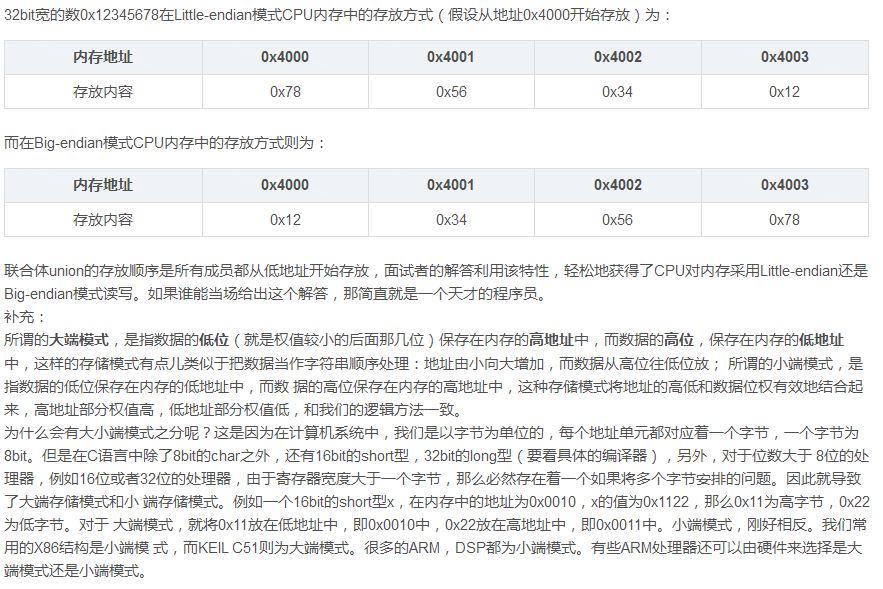 32bit宽的数0x12345678在Little-endian模式CPU内存中的存放方式（假设从地址0x4000开始存放）为：
内存地址 0x4000 0x4001 0x4002 0x4003
存放内容 0x78 0x56 0x34 0x12
而在Big-endian模式CPU内存中的存放方式则为：
内存地址 0x4000 0x4001 0x4002 0x4003
存放内容 0x12 0x34 0x56 0x78
联合体union的存放顺序是所有成员都从低地址开始存放，面试者的解答利用该特性，轻松地获得了CPU对内存采用Little-endian还是
Big-endian模式读写。如果谁能当场给出这个解答，那简直就是一个天才的程序员。
补充：
所谓的大端模式，是指数据的低位（就是权值较小的后面那几位）保存在内存的高地址中，而数据的高位，保存在内存的低地址
中，这样的存储模式有点儿类似于把数据当作字符串顺序处理：地址由小向大增加，而数据从高位往低位放； 所谓的小端模式，是
指数据的低位保存在内存的低地址中，而数 据的高位保存在内存的高地址中，这种存储模式将地址的高低和数据位权有效地结合起
来，高地址部分权值高，低地址部分权值低，和我们的逻辑方法一致。
为什么会有大小端模式之分呢？这是因为在计算机系统中，我们是以字节为单位的，每个地址单元都对应着一个字节，一个字节为
8bit。但是在C语言中除了8bit的char之外，还有16bit的short型，32bit的long型（要看具体的编译器），另外，对于位数大于 8位的处
理器，例如16位或者32位的处理器，由于寄存器宽度大于一个字节，那么必然存在着一个如果将多个字节安排的问题。因此就导致
了大端存储模式和小 端存储模式。例如一个16bit的short型x，在内存中的地址为0x0010，x的值为0x1122，那么0x11为高字节，0x22
为低字节。对于 大端模式，就将0x11放在低地址中，即0x0010中，0x22放在高地址中，即0x0011中。小端模式，刚好相反。我们常
用的X86结构是小端模 式，而KEIL C51则为大端模式。很多的ARM，DSP都为小端模式。有些ARM处理器还可以由硬件来选择是大
端模式还是小端模式。